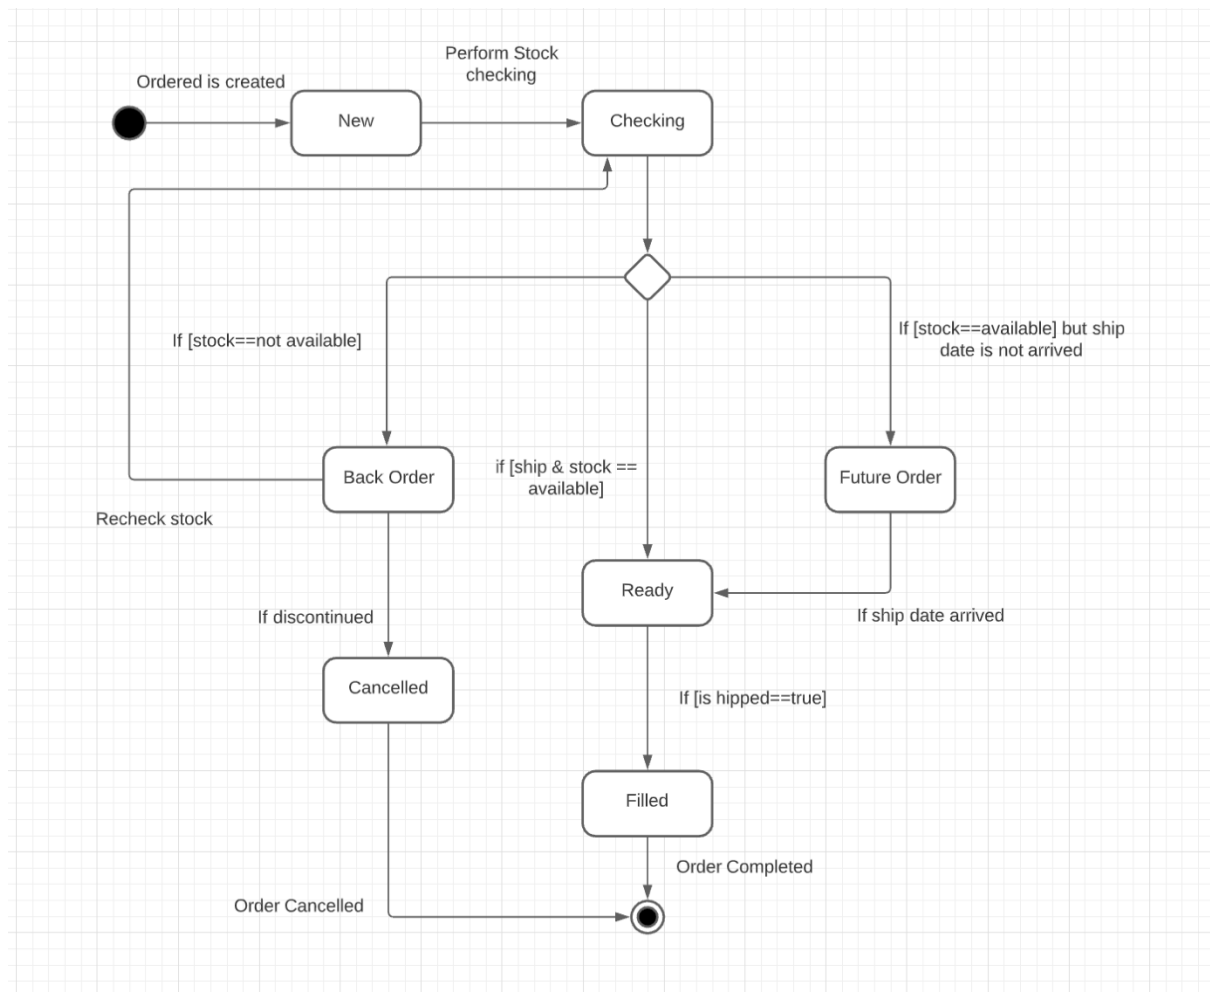 Perform Stock
checking
Ordered is created
New
Checking
If [stock==not available]
If [stock==available] but ship
date is not arrived
if [ship & stock ==
available]
Back Order
Future Order
Recheck stock
Ready
If discontinued
If ship date arrived
Cancelled
If [is hipped==true]
Filled
Order Completed
Order Cancelled